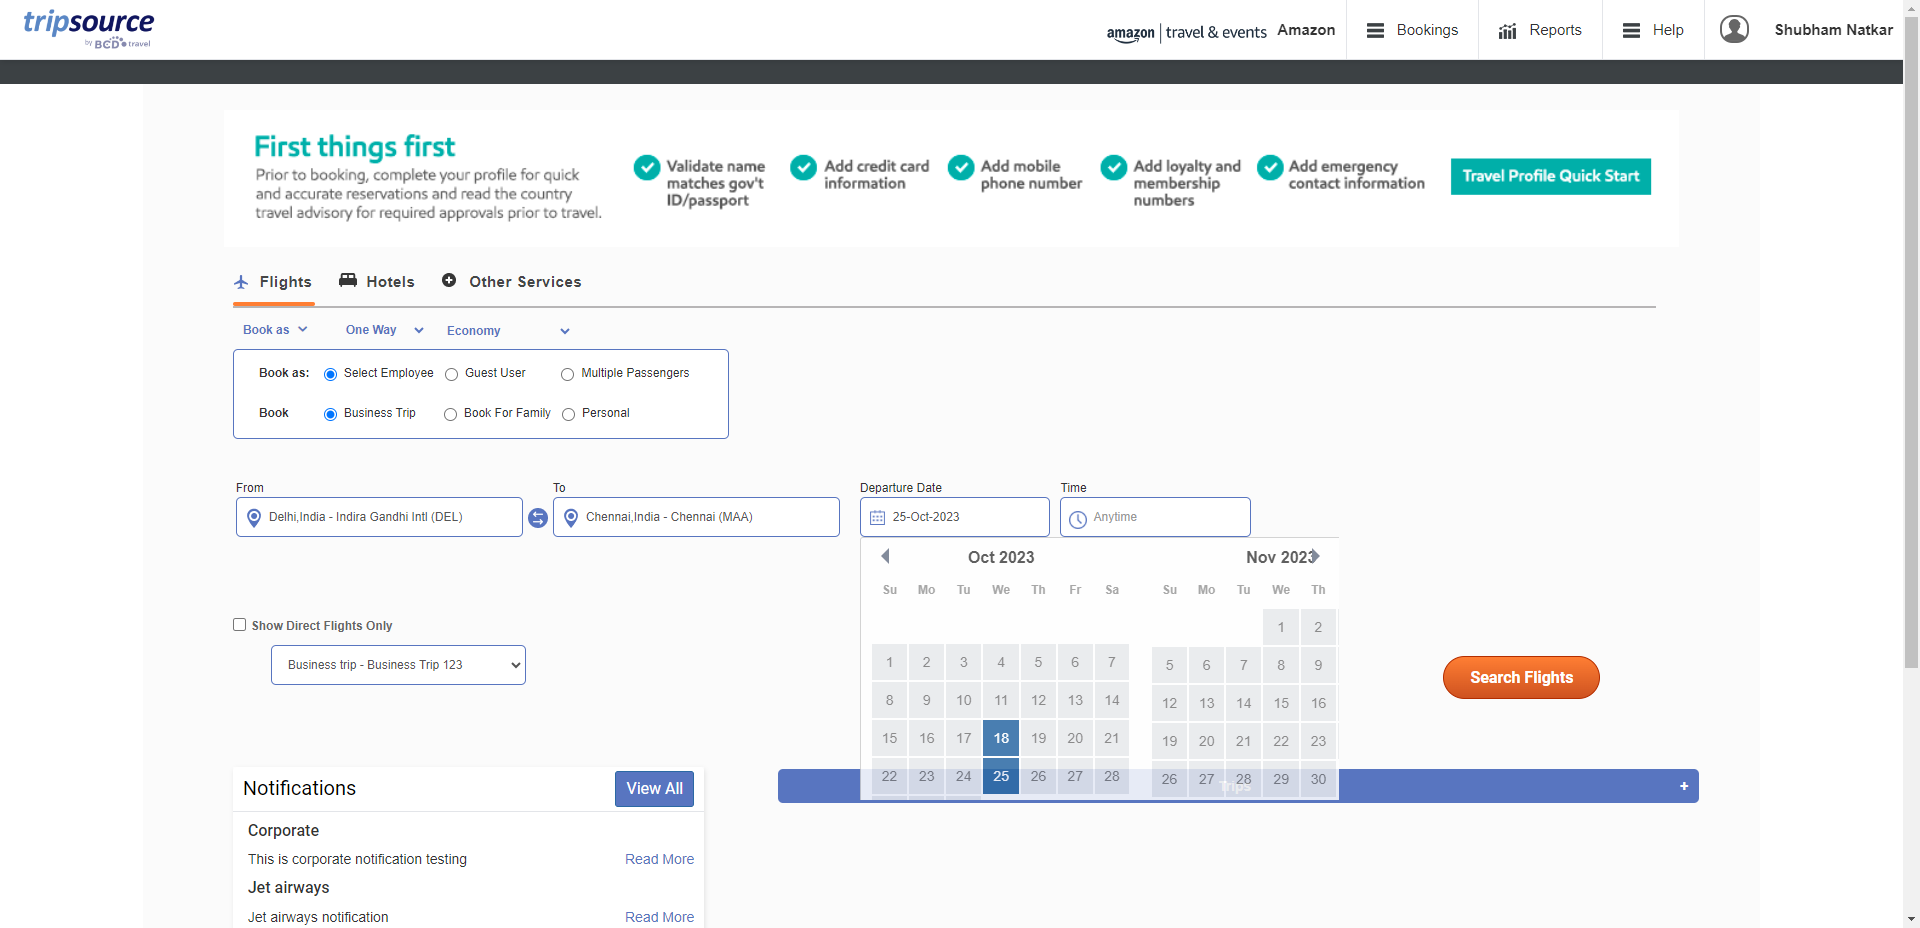 tripsource
by BCD travel
amazon | travel & events Amazon
Bookings
Reports
Help
Shubham Natkar
First things first
Prior to booking, complete your profile for quick
and accurate reservations and read the country
travel advisory for required approvals prior to travel.
Validate name
matches gov't
ID/passport
Add credit card
information
Add mobile
phone number
Add loyalty and
membership
numbers
Add emergency
contact information
Travel Profile Quick Start
Flights
Hotels
Other Services
Book as
One Way
Economy
Book as: Select Employee Guest User Multiple Passengers
Book Business Trip Book For Family Personal
From
Delhi,India - Indira Gandhi Intl (DEL)
To
Chennai,India - Chennai (MAA)
Departure Date
25-Oct-2023
Time
Anytime
Oct 2023
Su Mo Tu We Th Fr Sa
1 2 3 4 5 6 7
8 9 10 11 12 13 14
15 16 17 18 19 20 21
22 23 24 25 26 27 28
Nov 2023
Su Mo Tu We Th
1 2
5 6 7 8 9
12 13 14 15 16
19 20 21 22 23
26 27 28 29 30
Show Direct Flights Only
Business trip - Business Trip 123
Search Flights
Notifications
View All
Trips
+
Corporate
This is corporate notification testing Read More
Jet airways
Jet airways notification Read More